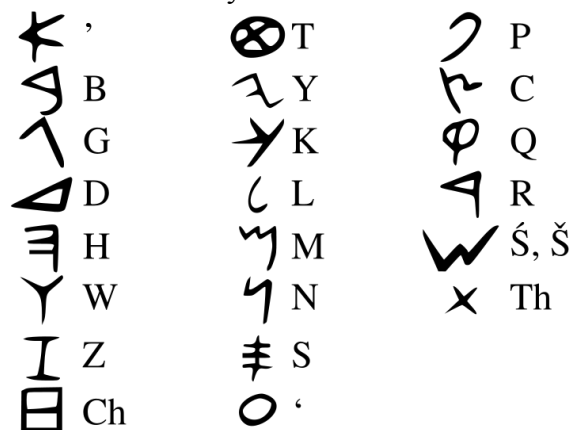 𐤀 ’ 𐤈 T 𐤐 P
𐤁 B 𐤉 Y 𐤑 C
𐤂 G 𐤊 K 𐤒 Q
𐤃 D 𐤋 L 𐤓 R
𐤄 H 𐤌 M 𐤔 Ś, Š
𐤅 W 𐤍 N 𐤕 Th
𐤆 Z 𐤎 S
𐤇 Ch 𐤏 ‘